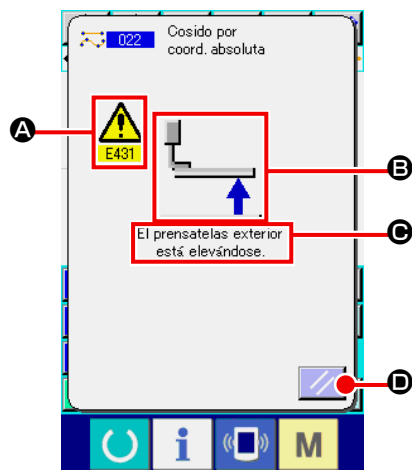 022
Cosido por
coord. absoluta
A
E431
B
El prensatelas exterior
está elevándose.
C
D
i
M